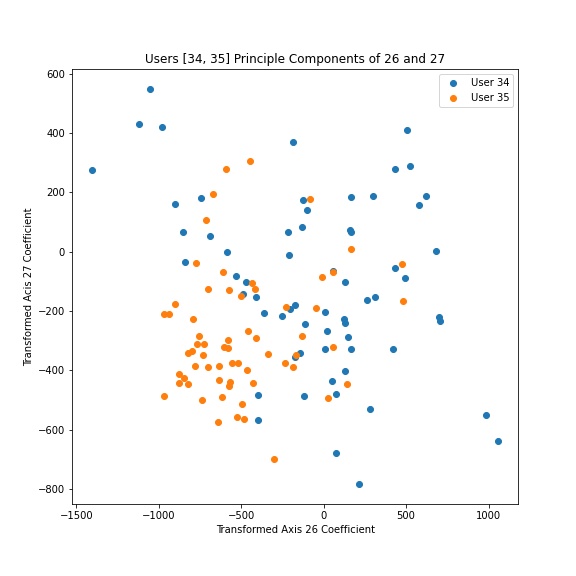 Users [34, 35] Principle Components of 26 and 27
User 34
User 35
600
400
200
0
−200
−400
−600
−800
Transformed Acis 27 Coefficient
−1500
−1000
−500
0
500
1000
Transformed Axis 26 Coefficient